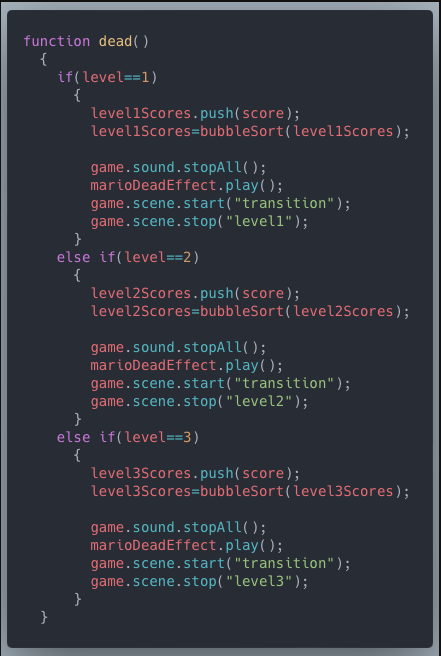 function dead()
  {
    if(level==1)
      {
        level1Scores.push(score);
        level1Scores=bubbleSort(level1Scores);

        game.sound.stopAll();
        marioDeadEffect.play();
        game.scene.start("transition");
        game.scene.stop("level1");
      }
    else if(level==2)
      {
        level2Scores.push(score);
        level2Scores=bubbleSort(level2Scores);

        game.sound.stopAll();
        marioDeadEffect.play();
        game.scene.start("transition");
        game.scene.stop("level2");
      }
    else if(level==3)
      {
        level3Scores.push(score);
        level3Scores=bubbleSort(level3Scores);

        game.sound.stopAll();
        marioDeadEffect.play();
        game.scene.start("transition");
        game.scene.stop("level3");
      }
  }